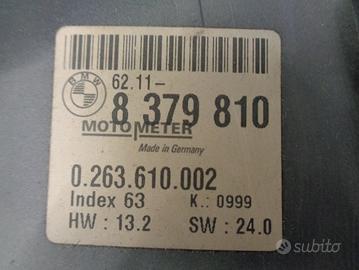 BMW
62.11-
8 379 810
MOTOMETER
Made in Germany
0.263.610.002
Index 63 K.: 0999
HW : 13.2 SW : 24.0
subito